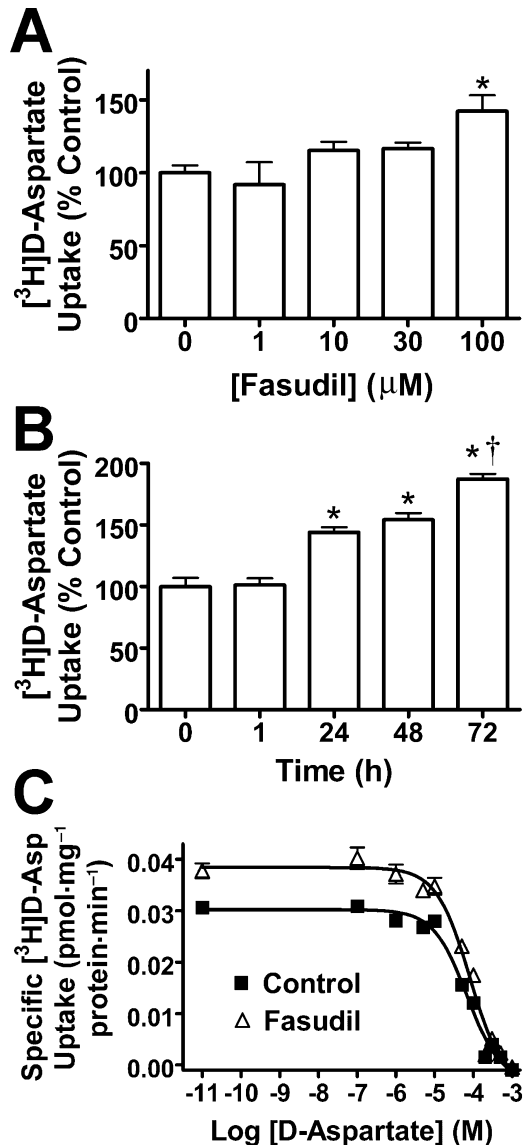 A
[³H]D-Aspartate
Uptake (% Control)
150
100
50
0
*
0 1 10 30 100
[Fasudil] (μM)
B
[³H]D-Aspartate
Uptake (% Control)
200
150
100
50
0
* * *†
0 1 24 48 72
Time (h)
C
Specific [³H]D-Asp
Uptake (pmol·mg⁻¹
protein·min⁻¹)
0.04
0.03
0.02
0.01
0.00
Control
Fasudil
-11 -10 -9 -8 -7 -6 -5 -4 -3
Log [D-Aspartate] (M)